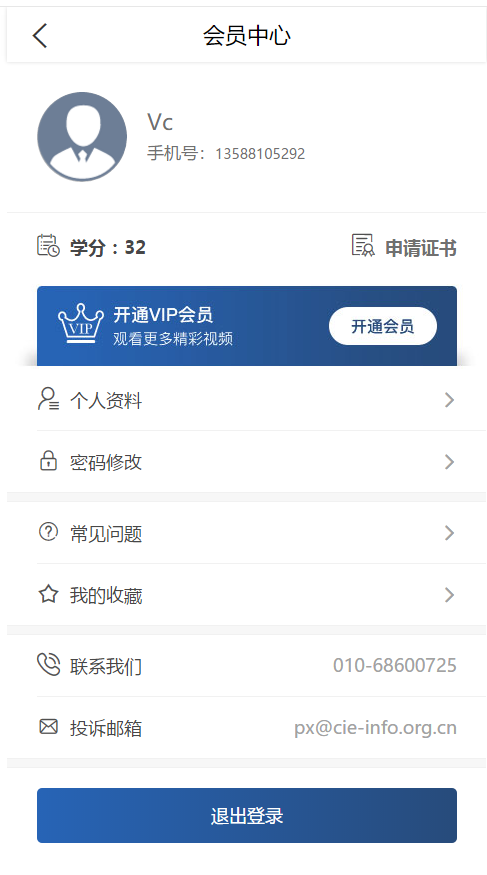 会员中心
Vc
手机号：13588105292
学分：32
申请证书
VIP
开通VIP会员
观看更多精彩视频
开通会员
个人资料
密码修改
常见问题
我的收藏
联系我们 010-68600725
投诉邮箱 px@cie-info.org.cn
退出登录